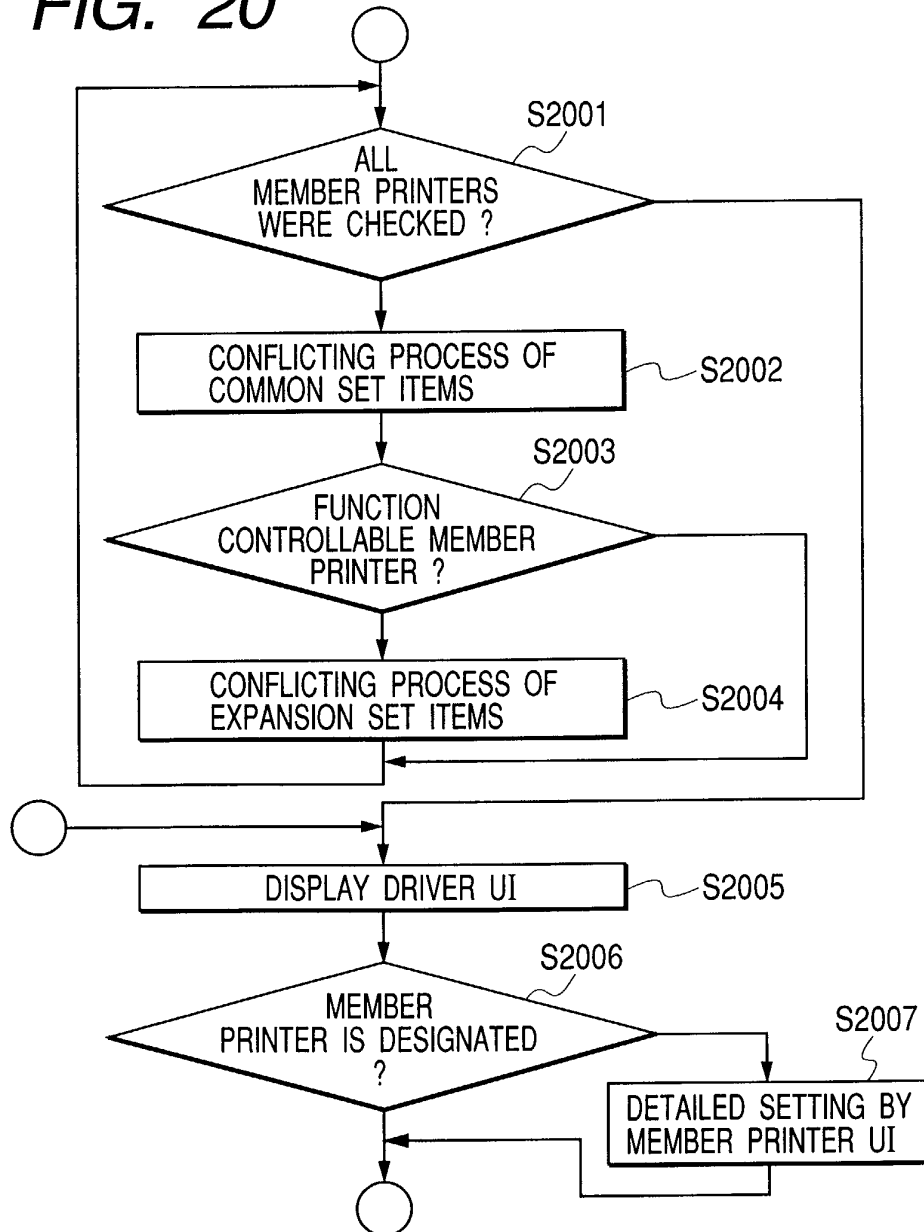 FIG. 20
S2001
ALL
MEMBER PRINTERS
WERE CHECKED ?
CONFLICTING PROCESS OF
COMMON SET ITEMS
S2002
S2003
FUNCTION
CONTROLLABLE MEMBER
PRINTER ?
CONFLICTING PROCESS OF
EXPANSION SET ITEMS
S2004
DISPLAY DRIVER UI
S2005
S2006
MEMBER
PRINTER IS DESIGNATED
?
S2007
DETAILED SETTING BY
MEMBER PRINTER UI